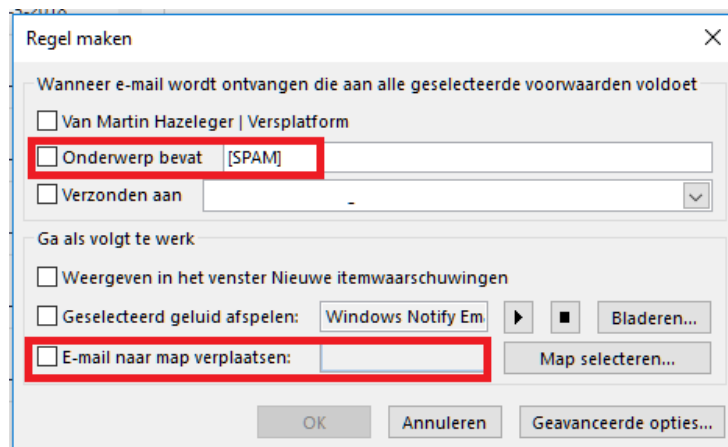 Regel maken
Wanneer e-mail wordt ontvangen die aan alle geselecteerde voorwaarden voldoet
Van Martin Hazeleger | Versplatform
Onderwerp bevat [SPAM]
Verzonden aan
Ga als volgt te werk
Weergeven in het venster Nieuwe itemwaarschuwingen
Geselecteerd geluid afspelen: Windows Notify Em Bladeren...
E-mail naar map verplaatsen: Map selecteren...
OK Annuleren Geavanceerde opties...